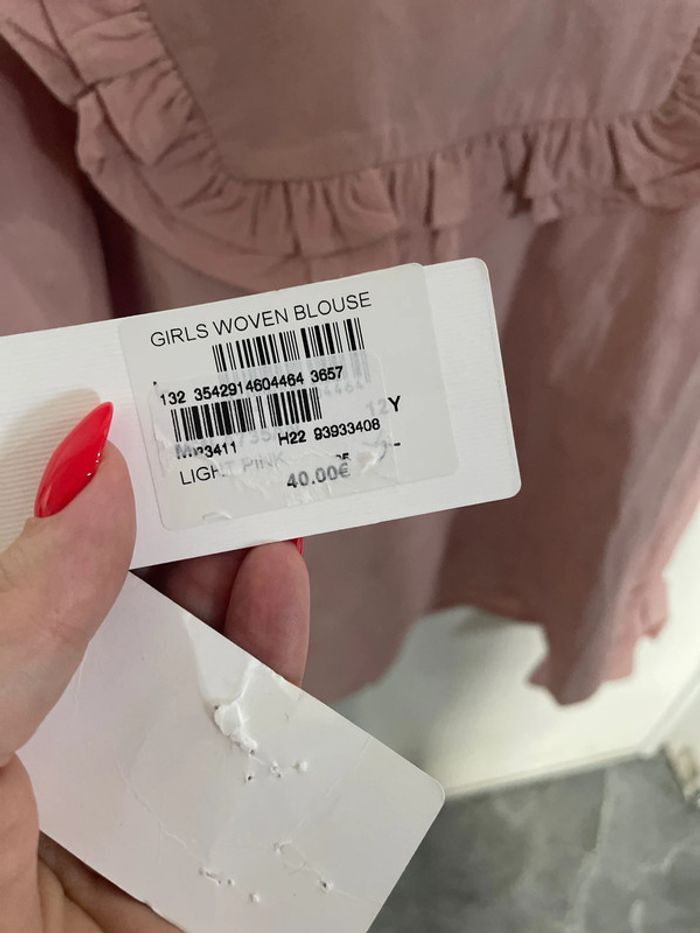 GIRLS WOVEN BLOUSE
132 3542914604464 3657
12Y
H22 93933408
LIGHT PINK
40.00€